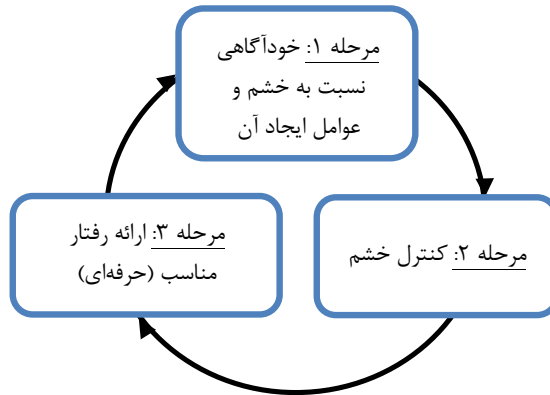 مرحله ۱: خودآگاهی
نسبت به خشم و
عوامل ایجاد آن
مرحله ۲: کنترل خشم
مرحله ۳: ارائه رفتار
مناسب (حرفه‌ای)